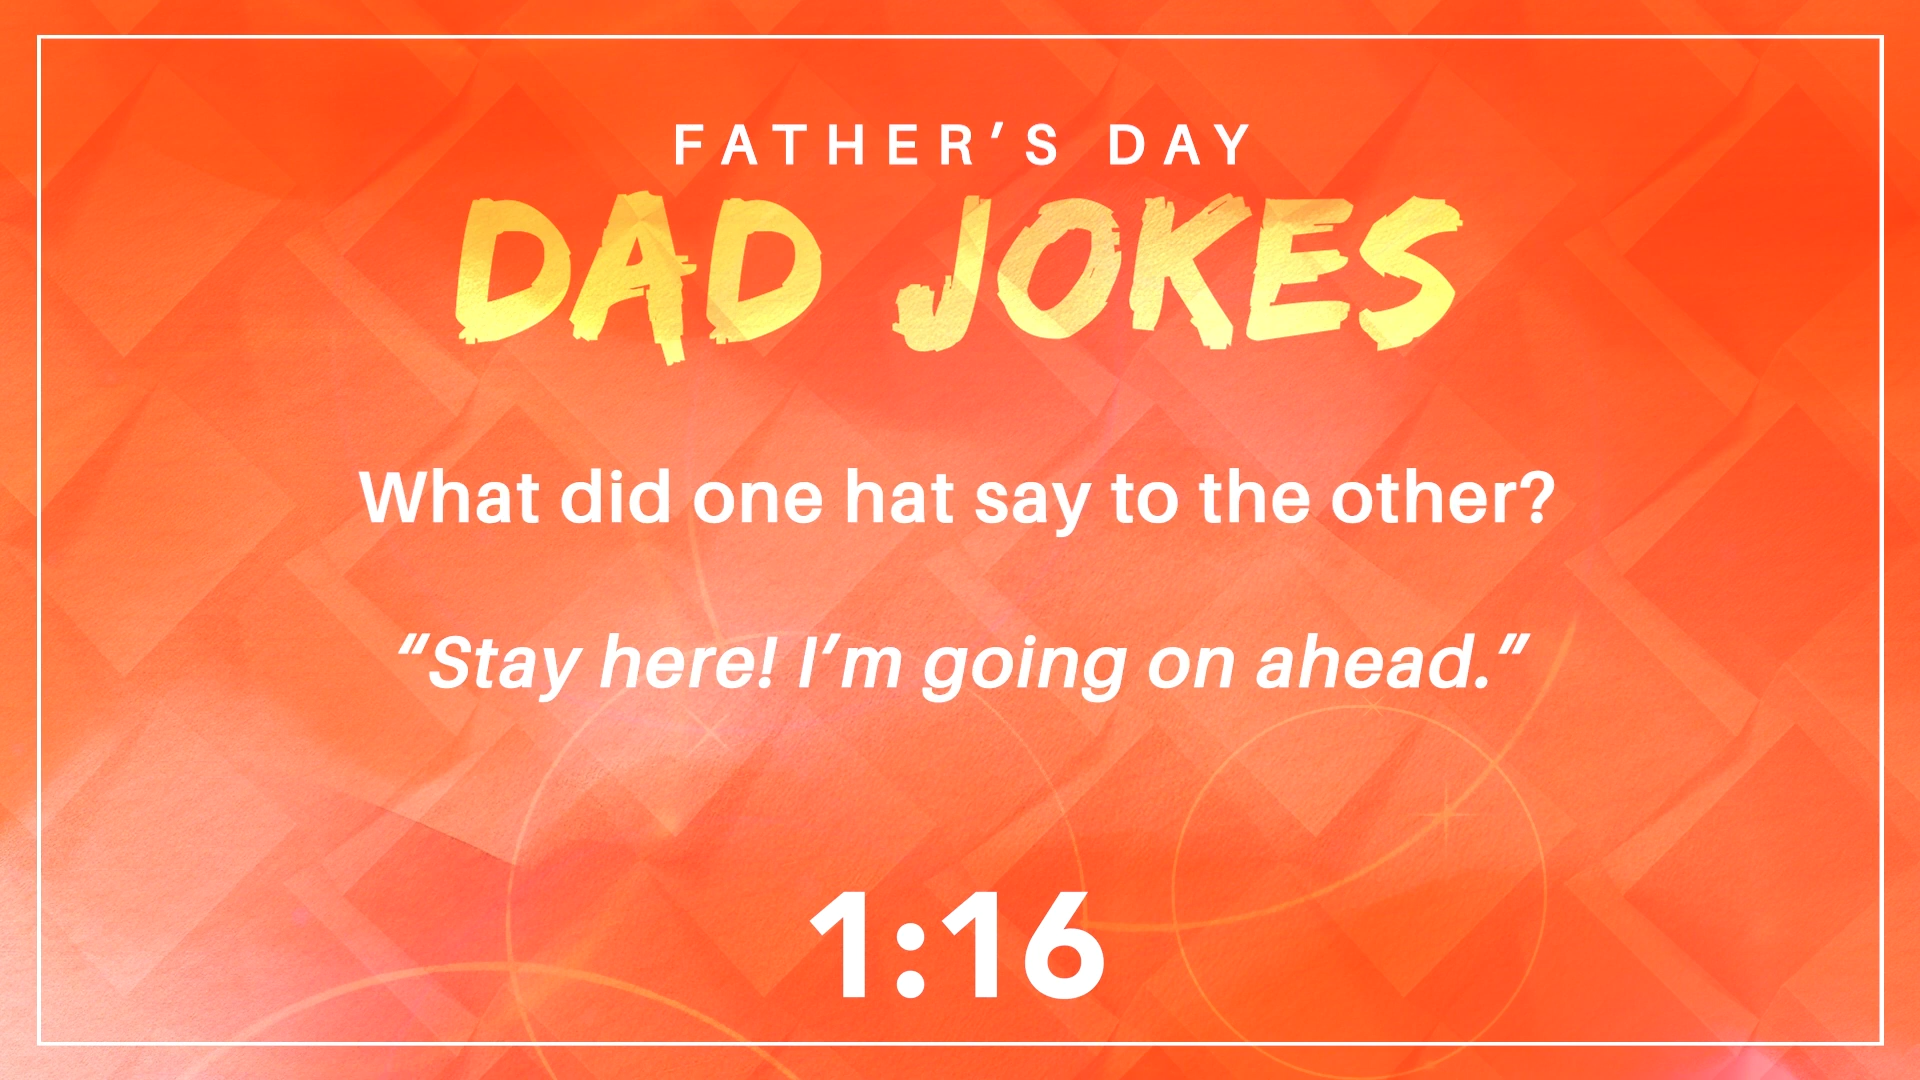 FATHER’S DAY
DAD JOKES
What did one hat say to the other?
“Stay here! I’m going on ahead.”
1:16